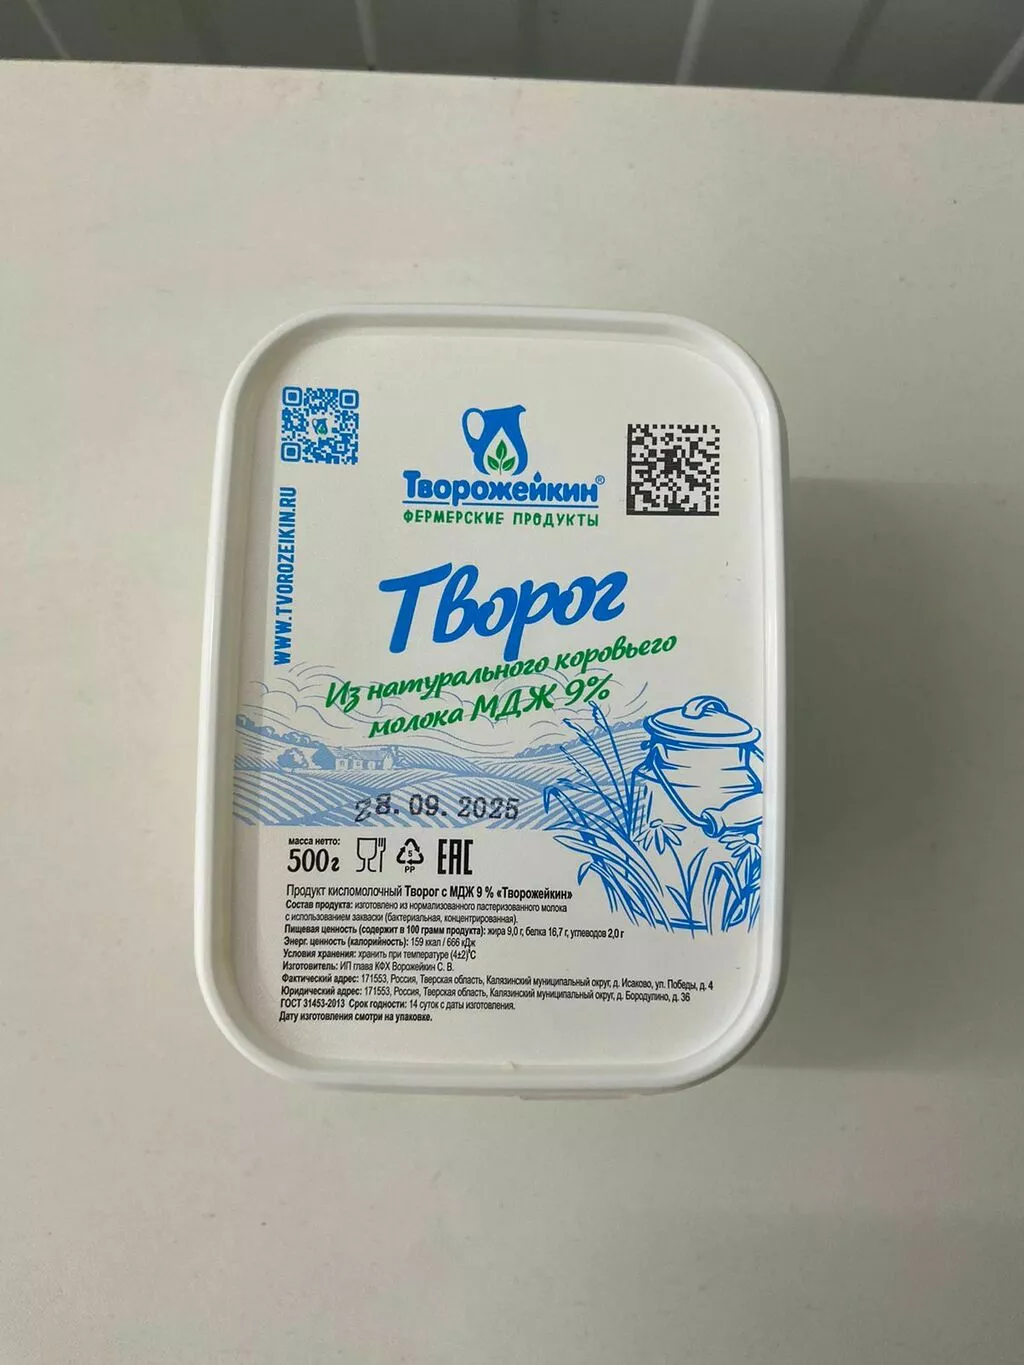 WWW.TVOROZEIKIN.RU
Творожейкин®
ФЕРМЕРСКИЕ ПРОДУКТЫ
Творог
Из натурального коровьего
молока МДЖ 9%
28.09.2025
масса нетто:
500г
5
PP
EAC
Продукт кисломолочный Творог с МДЖ 9 % «Творожейкин»
Состав продукта: изготовлено из нормализованного пастеризованного молока
с использованием закваски (бактериальная, концентрированная).
Пищевая ценность (содержит в 100 грамм продукта): жира 9,0 г, белка 16,7 г, углеводов 2,0 г
Энерг. ценность (калорийность): 159 ккал / 666 кДж
Условия хранения: хранить при температуре (4±2)°С
Изготовитель: ИП глава КФХ Ворожейкин С. В.
Фактический адрес: 171553, Россия, Тверская область, Калязинский муниципальный округ, д. Исаково, ул. Победы, д. 4
Юридический адрес: 171553, Россия, Тверская область, Калязинский муниципальный округ, д. Бородулино, д. 36
ГОСТ 31453-2013 Срок годности: 14 суток с даты изготовления.
Дату изготовления смотри на упаковке.